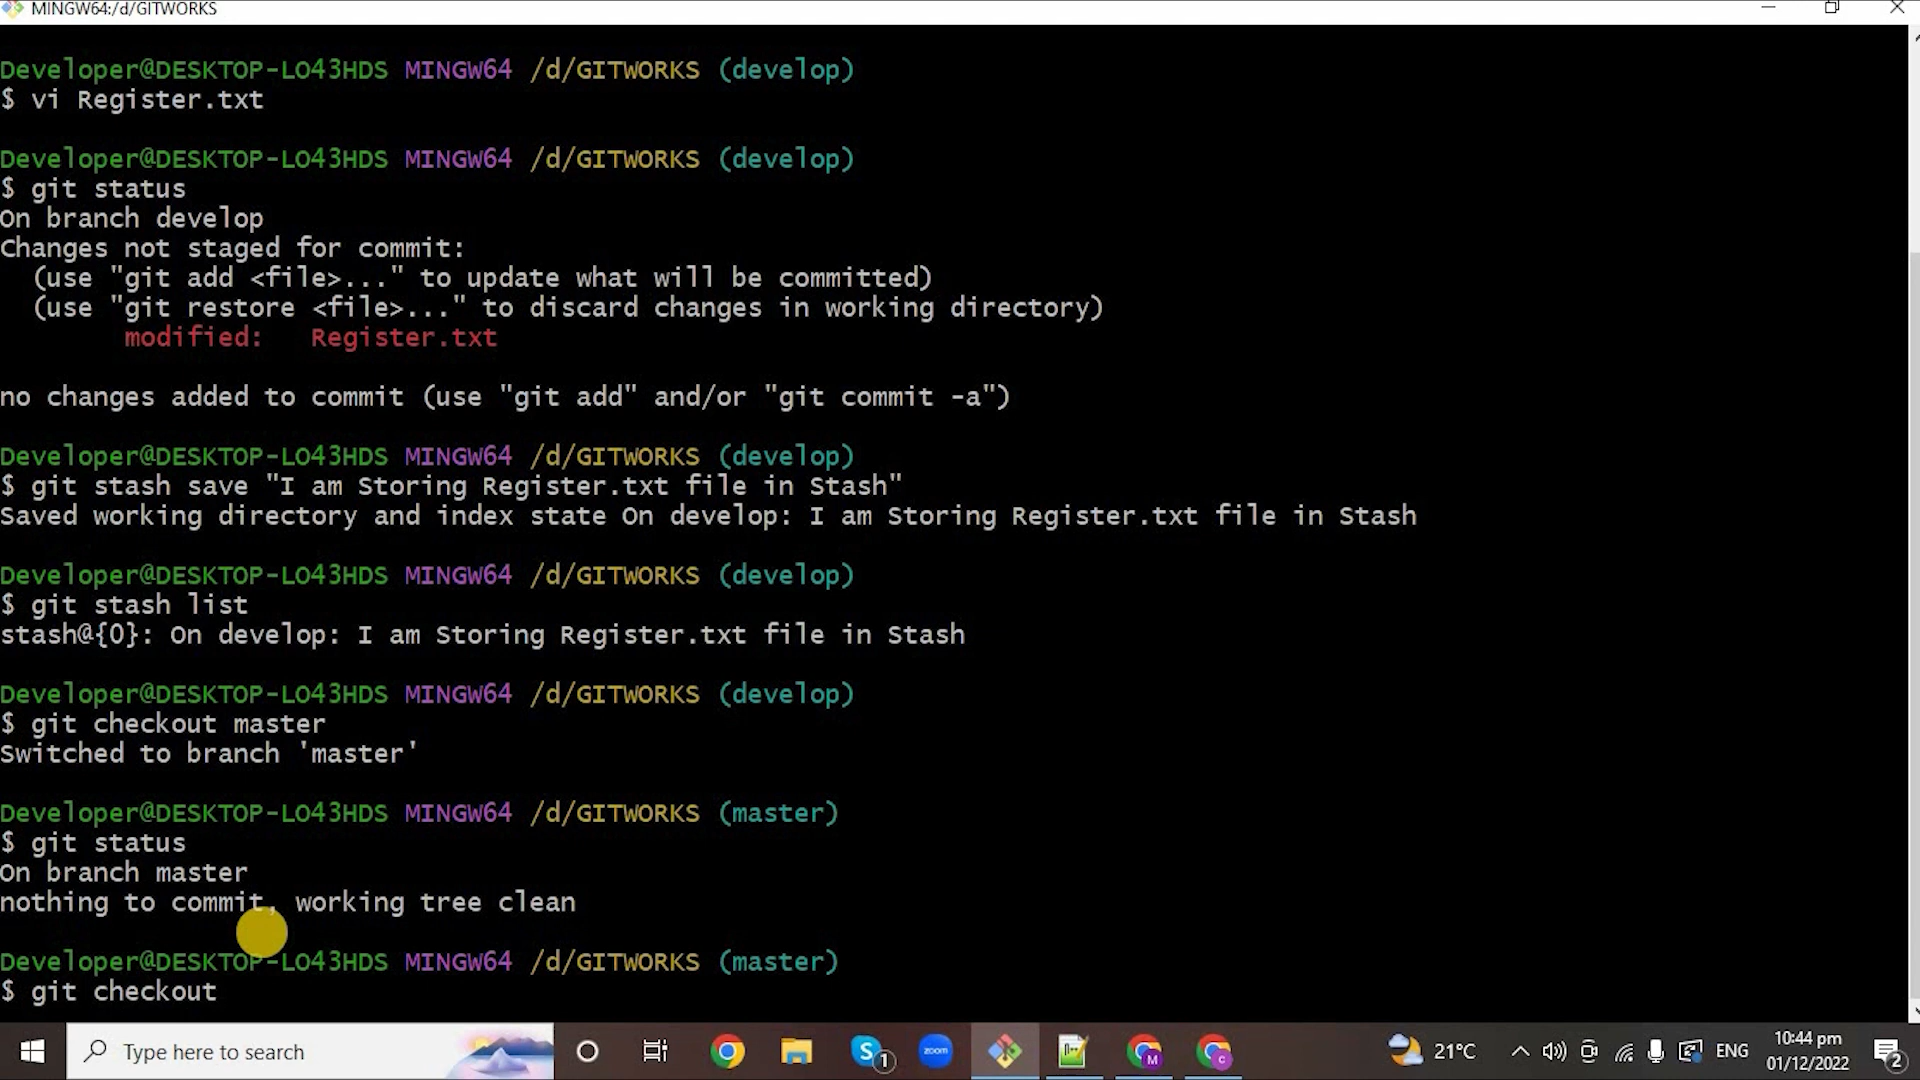 MINGW64:/d/GITWORKS
Developer@DESKTOP-LO43HDS MINGW64 /d/GITWORKS (develop)
$ vi Register.txt
Developer@DESKTOP-LO43HDS MINGW64 /d/GITWORKS (develop)
$ git status
On branch develop
Changes not staged for commit:
(use "git add <file>..." to update what will be committed)
(use "git restore <file>..." to discard changes in working directory)
modified:   Register.txt
no changes added to commit (use "git add" and/or "git commit -a")
Developer@DESKTOP-LO43HDS MINGW64 /d/GITWORKS (develop)
$ git stash save "I am Storing Register.txt file in Stash"
Saved working directory and index state On develop: I am Storing Register.txt file in Stash
Developer@DESKTOP-LO43HDS MINGW64 /d/GITWORKS (develop)
$ git stash list
stash@{0}: On develop: I am Storing Register.txt file in Stash
Developer@DESKTOP-LO43HDS MINGW64 /d/GITWORKS (develop)
$ git checkout master
Switched to branch 'master'
Developer@DESKTOP-LO43HDS MINGW64 /d/GITWORKS (master)
$ git status
On branch master
nothing to commit, working tree clean
Developer@DESKTOP-LO43HDS MINGW64 /d/GITWORKS (master)
$ git checkout
Type here to search
S 1
zoom
M
C
21°C
ENG
10:44 pm
01/12/2022
2